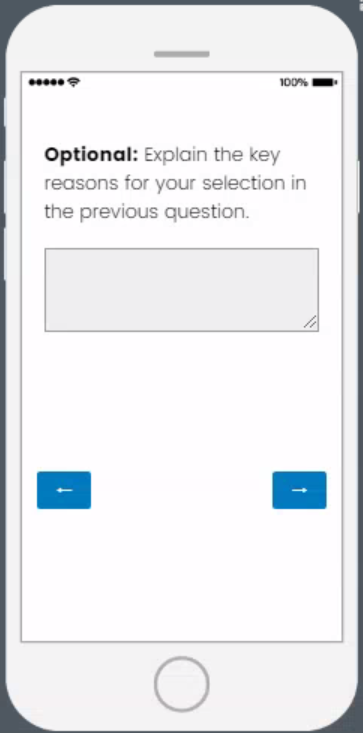 100%
Optional: Explain the key
reasons for your selection in
the previous question.
← →